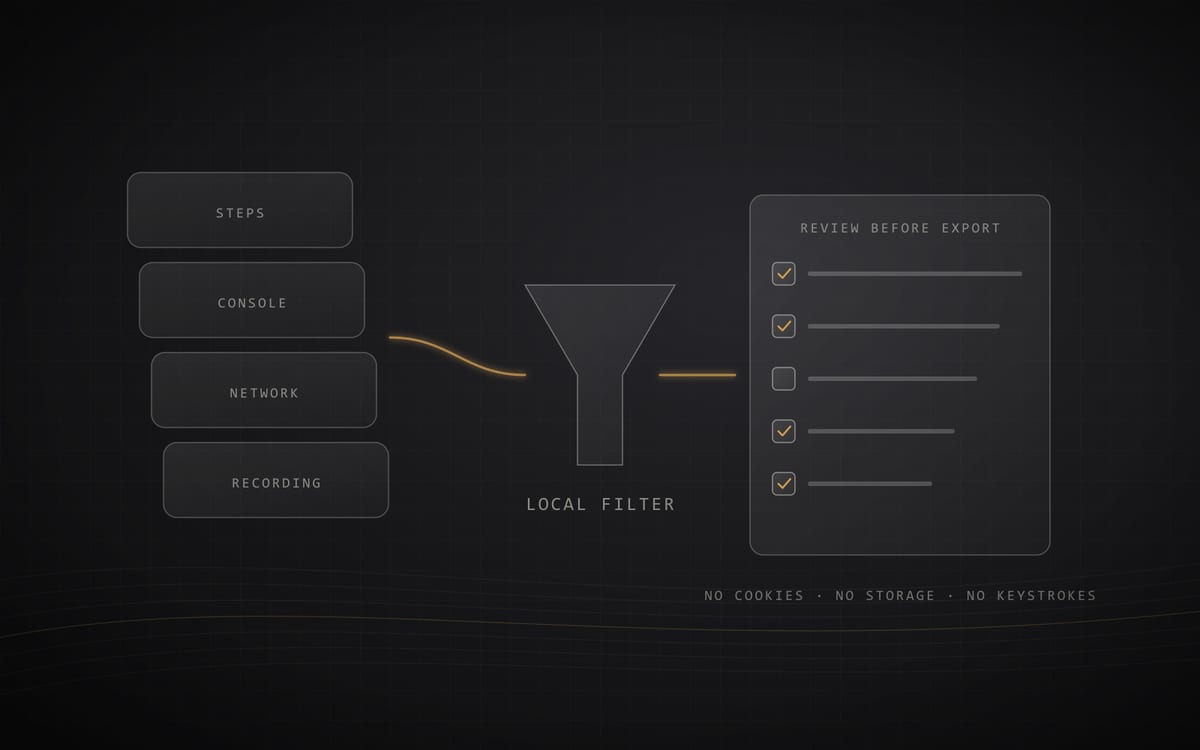 STEPS
CONSOLE
NETWORK
RECORDING
LOCAL FILTER
REVIEW BEFORE EXPORT
NO COOKIES · NO STORAGE · NO KEYSTROKES